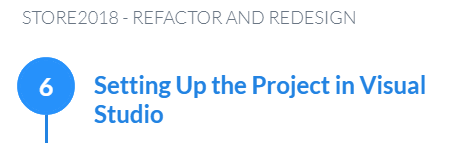 STORE2018 - REFACTOR AND REDESIGN
6
Setting Up the Project in Visual
Studio